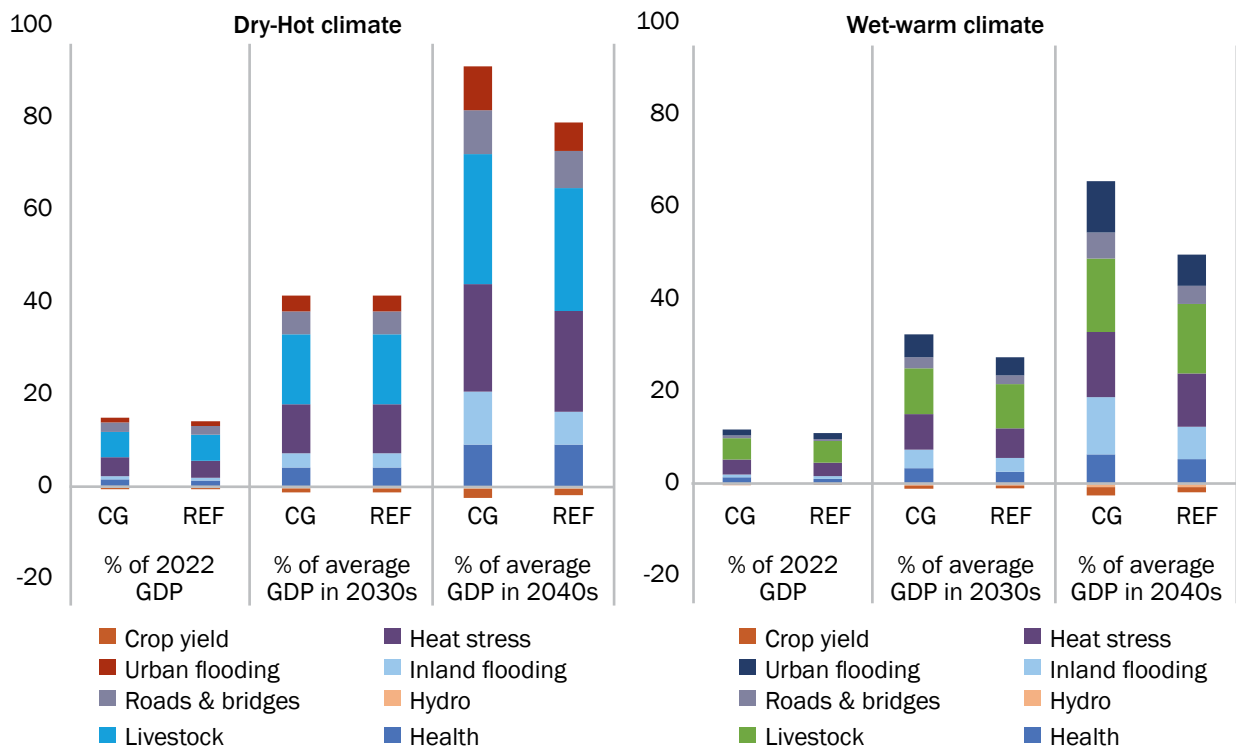 Dry-Hot climate
100
80
60
40
20
0
-20
CG
REF
CG
REF
CG
REF
% of 2022
GDP
% of average
GDP in 2030s
% of average
GDP in 2040s
Crop yield
Urban flooding
Roads & bridges
Livestock
Heat stress
Inland flooding
Hydro
Health
Wet-warm climate
100
80
60
40
20
0
-20
CG
REF
CG
REF
CG
REF
% of 2022
GDP
% of average
GDP in 2030s
% of average
GDP in 2040s
Crop yield
Urban flooding
Roads & bridges
Livestock
Heat stress
Inland flooding
Hydro
Health